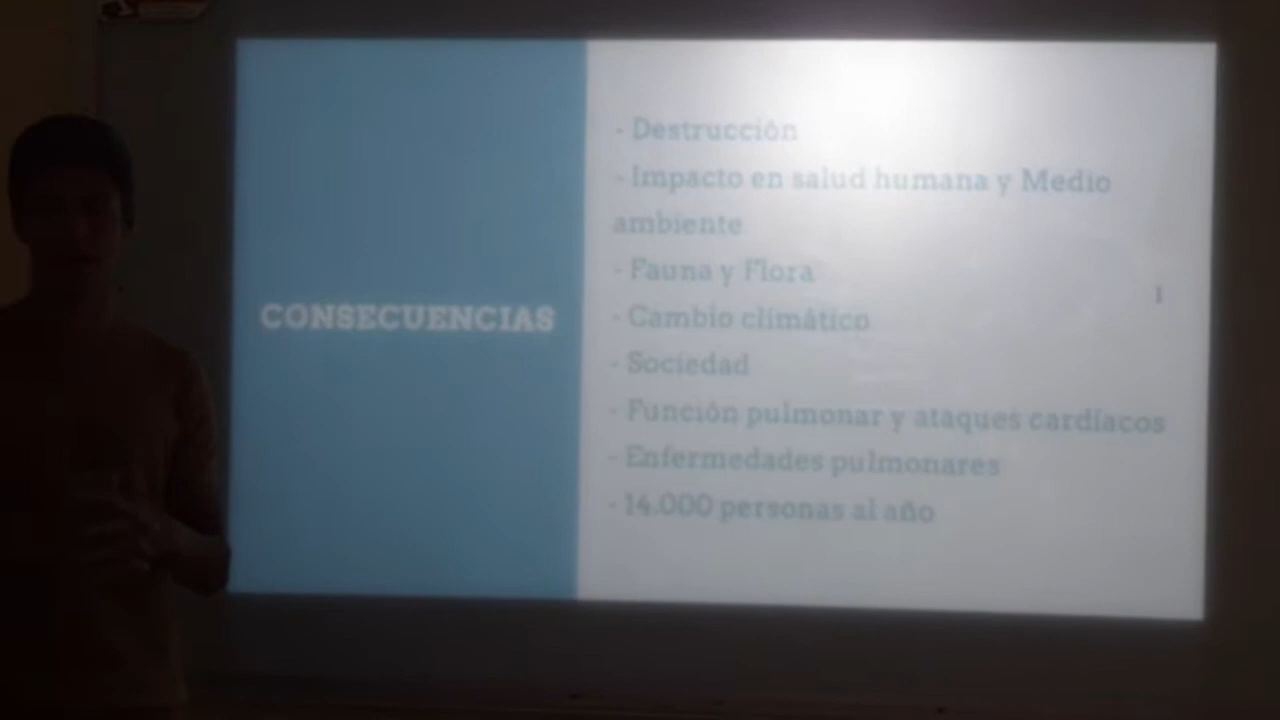 CONSECUENCIAS
- Destrucción
- Impacto en salud humana y Medio
ambiente
- Fauna y Flora
- Cambio climático
- Sociedad
- Función pulmonar y ataques cardíacos
- Enfermedades pulmonares
- 14.000 personas al año